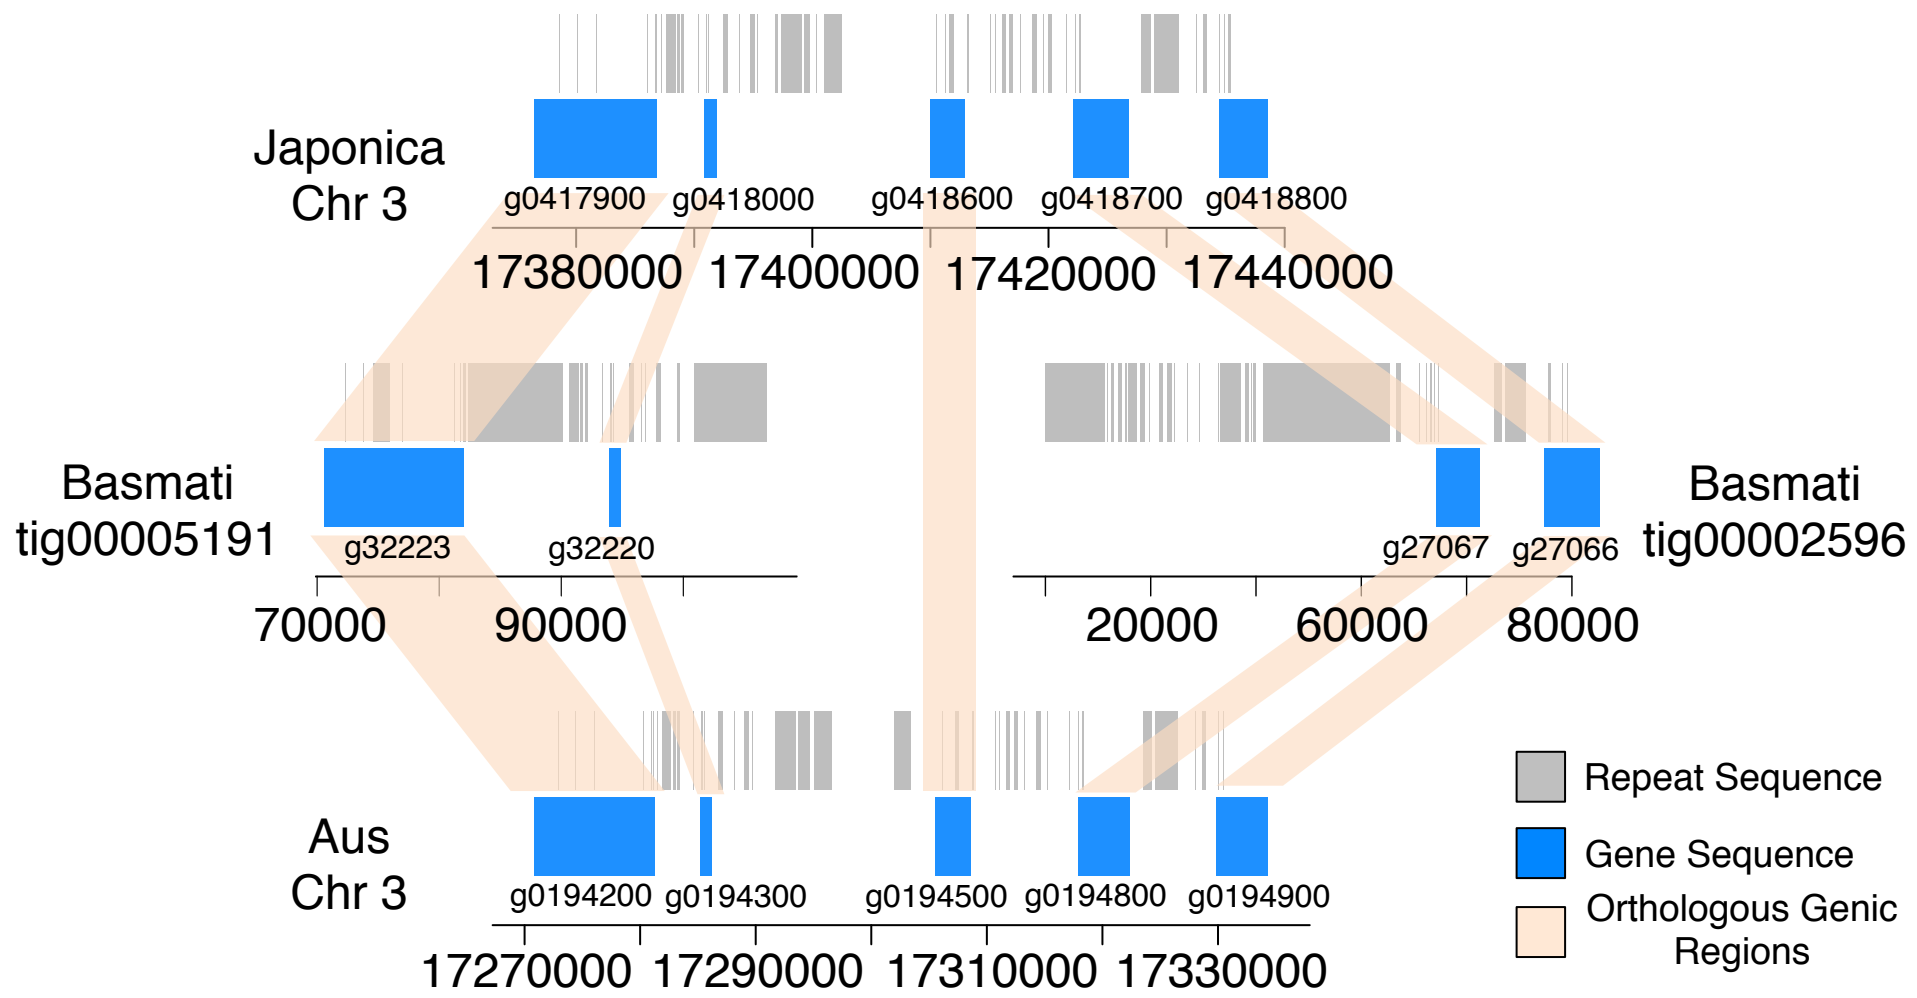 Japonica
Chr 3
g0417900
g0418000
g0418600
g0418700
g0418800
17380000
17400000
17420000
17440000
Basmati
tig00005191
g32223
g32220
g27067
g27066
Basmati
tig00002596
70000
90000
20000
60000
80000
Aus
Chr 3
g0194200
g0194300
g0194500
g0194800
g0194900
17270000
17290000
17310000
17330000
Repeat Sequence
Gene Sequence
Orthologous Genic
Regions